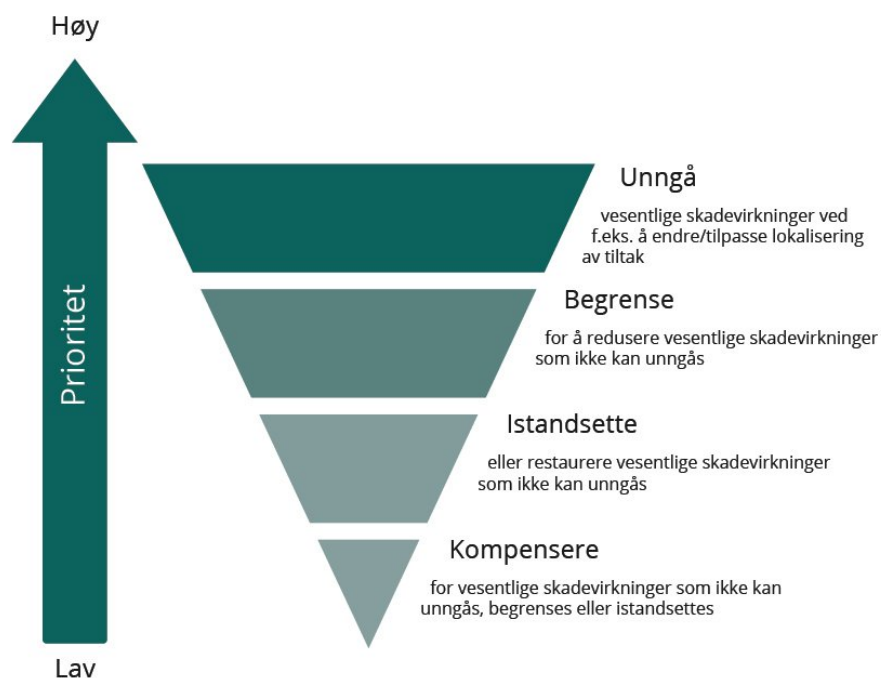 Høy
Prioritet
Unngå
vesentlige skadevirkninger ved
f.eks. å endre/tilpasse lokalisering
av tiltak
Begrense
for å redusere vesentlige skadevirkninger
som ikke kan unngås
Istandsette
eller restaurere vesentlige skadevirkninger
som ikke kan unngås
Kompensere
for vesentlige skadevirkninger som ikke kan
unngås, begrenses eller istandsettes
Lav